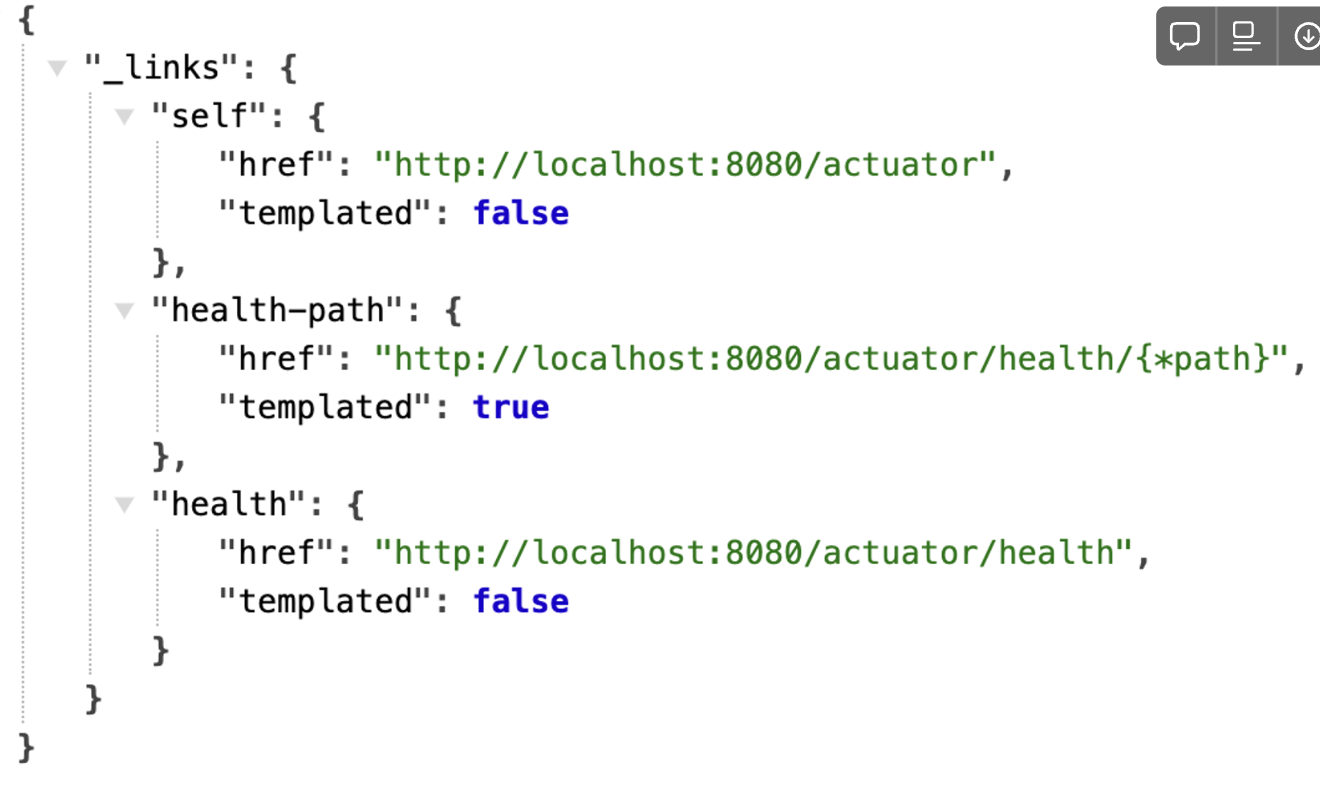 {
"_links": {
"self": {
"href": "http://localhost:8080/actuator",
"templated": false
},
"health-path": {
"href": "http://localhost:8080/actuator/health/{*path}",
"templated": true
},
"health": {
"href": "http://localhost:8080/actuator/health",
"templated": false
}
}
}